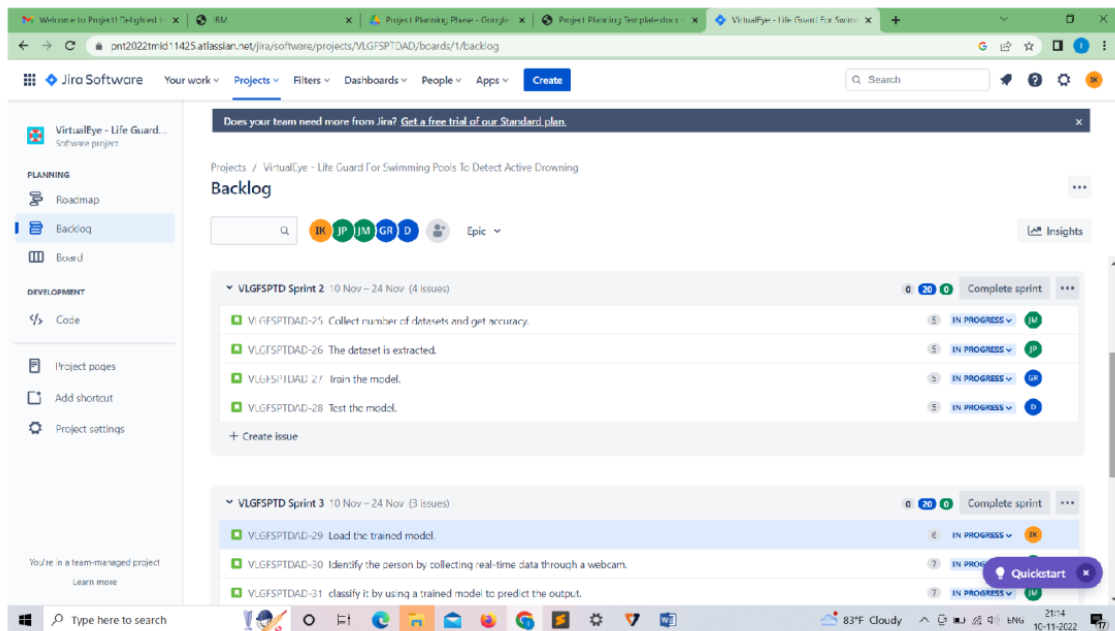 Welcome to Project! Delighted t
IBM
Project Planning Phase - Google
Project Planning Template.docx -
VirtualEye - Life Guard For Swimm
pnt2022tmid11425.atlassian.net/jira/software/projects/VLGFSPTDAD/boards/1/backlog
Jira Software Your work Projects Filters Dashboards People Apps Create Search IK
VirtualEye - Life Guard...
Software project
PLANNING
Roadmap
Backlog
Board
DEVELOPMENT
Code
Project pages
Add shortcut
Project settings
You're in a team-managed project
Learn more
Does your team need more from Jira? Get a free trial of our Standard plan.
Projects / VirtualEye - Life Guard For Swimming Pools To Detect Active Drowning
Backlog
IK JP JM GR D Epic Insights
VLGFSPTD Sprint 2 10 Nov – 24 Nov (4 issues) 0 20 0 Complete sprint
VLGFSPTDAD-25 Collect number of datasets and get accuracy. 5 IN PROGRESS JM
VLGFSPTDAD-26 The dataset is extracted. 5 IN PROGRESS JP
VLGFSPTDAD-27 Train the model. 5 IN PROGRESS GR
VLGFSPTDAD-28 Test the model. 5 IN PROGRESS D
+ Create issue
VLGFSPTD Sprint 3 10 Nov – 24 Nov (3 issues) 0 20 0 Complete sprint
VLGFSPTDAD-29 Load the trained model. 6 IN PROGRESS IK
VLGFSPTDAD-30 Identify the person by collecting real-time data through a webcam. 7 IN PROG
Quickstart
VLGFSPTDAD-31 classify it by using a trained model to predict the output. 7 IN PROGRESS JM
Type here to search 83°F Cloudy ENG 21:14
10-11-2022 17